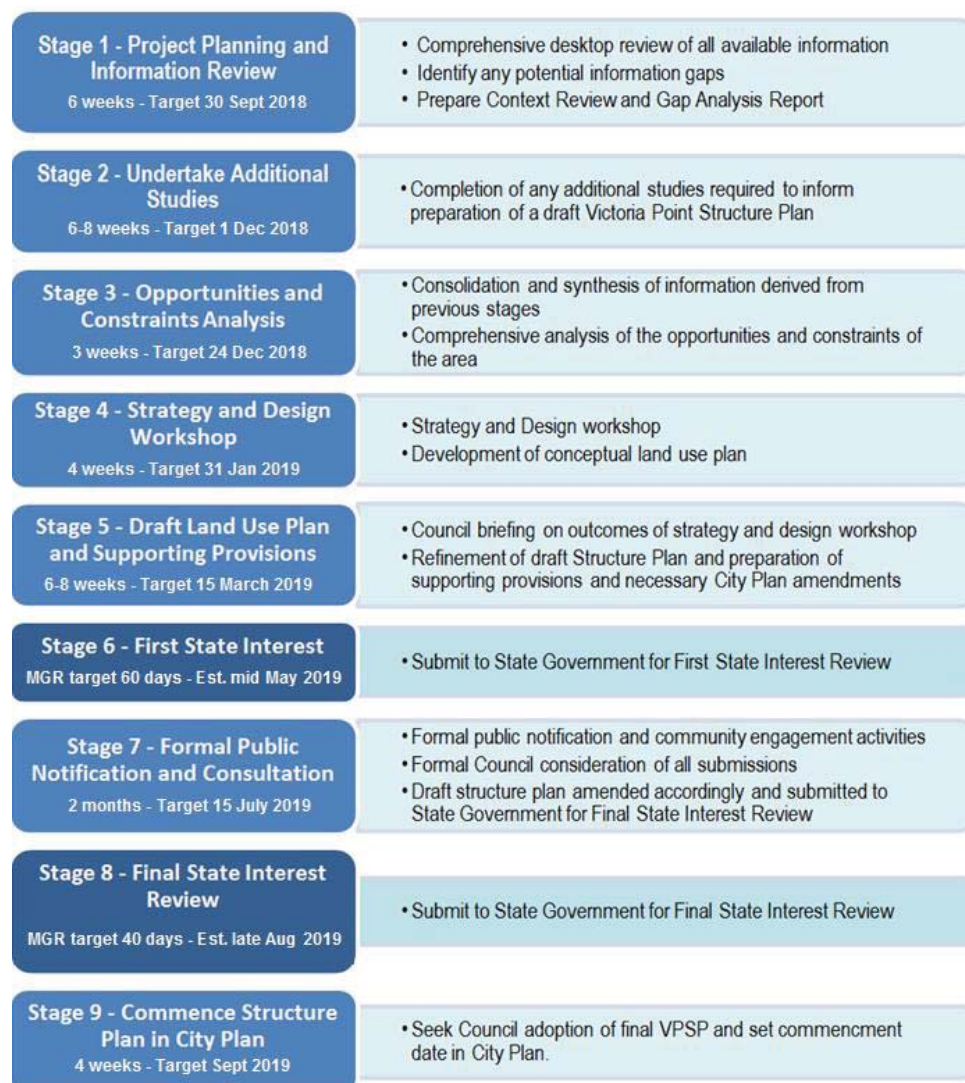 Stage 1 - Project Planning and
Information Review
6 weeks - Target 30 Sept 2018
• Comprehensive desktop review of all available information
• Identify any potential information gaps
• Prepare Context Review and Gap Analysis Report
Stage 2 - Undertake Additional
Studies
6-8 weeks - Target 1 Dec 2018
• Completion of any additional studies required to inform
preparation of a draft Victoria Point Structure Plan
Stage 3 - Opportunities and
Constraints Analysis
3 weeks - Target 24 Dec 2018
• Consolidation and synthesis of information derived from
previous stages
• Comprehensive analysis of the opportunities and constraints of
the area
Stage 4 - Strategy and Design
Workshop
4 weeks - Target 31 Jan 2019
• Strategy and Design workshop
• Development of conceptual land use plan
Stage 5 - Draft Land Use Plan
and Supporting Provisions
6-8 weeks - Target 15 March 2019
• Council briefing on outcomes of strategy and design workshop
• Refinement of draft Structure Plan and preparation of
supporting provisions and necessary City Plan amendments
Stage 6 - First State Interest
MGR target 60 days - Est. mid May 2019
• Submit to State Government for First State Interest Review
Stage 7 - Formal Public
Notification and Consultation
2 months - Target 15 July 2019
• Formal public notification and community engagement activities
• Formal Council consideration of all submissions
• Draft structure plan amended accordingly and submitted to
State Government for Final State Interest Review
Stage 8 - Final State Interest
Review
MGR target 40 days - Est. late Aug 2019
• Submit to State Government for Final State Interest Review
Stage 9 - Commence Structure
Plan in City Plan
4 weeks - Target Sept 2019
• Seek Council adoption of final VPSP and set commencment
date in City Plan.